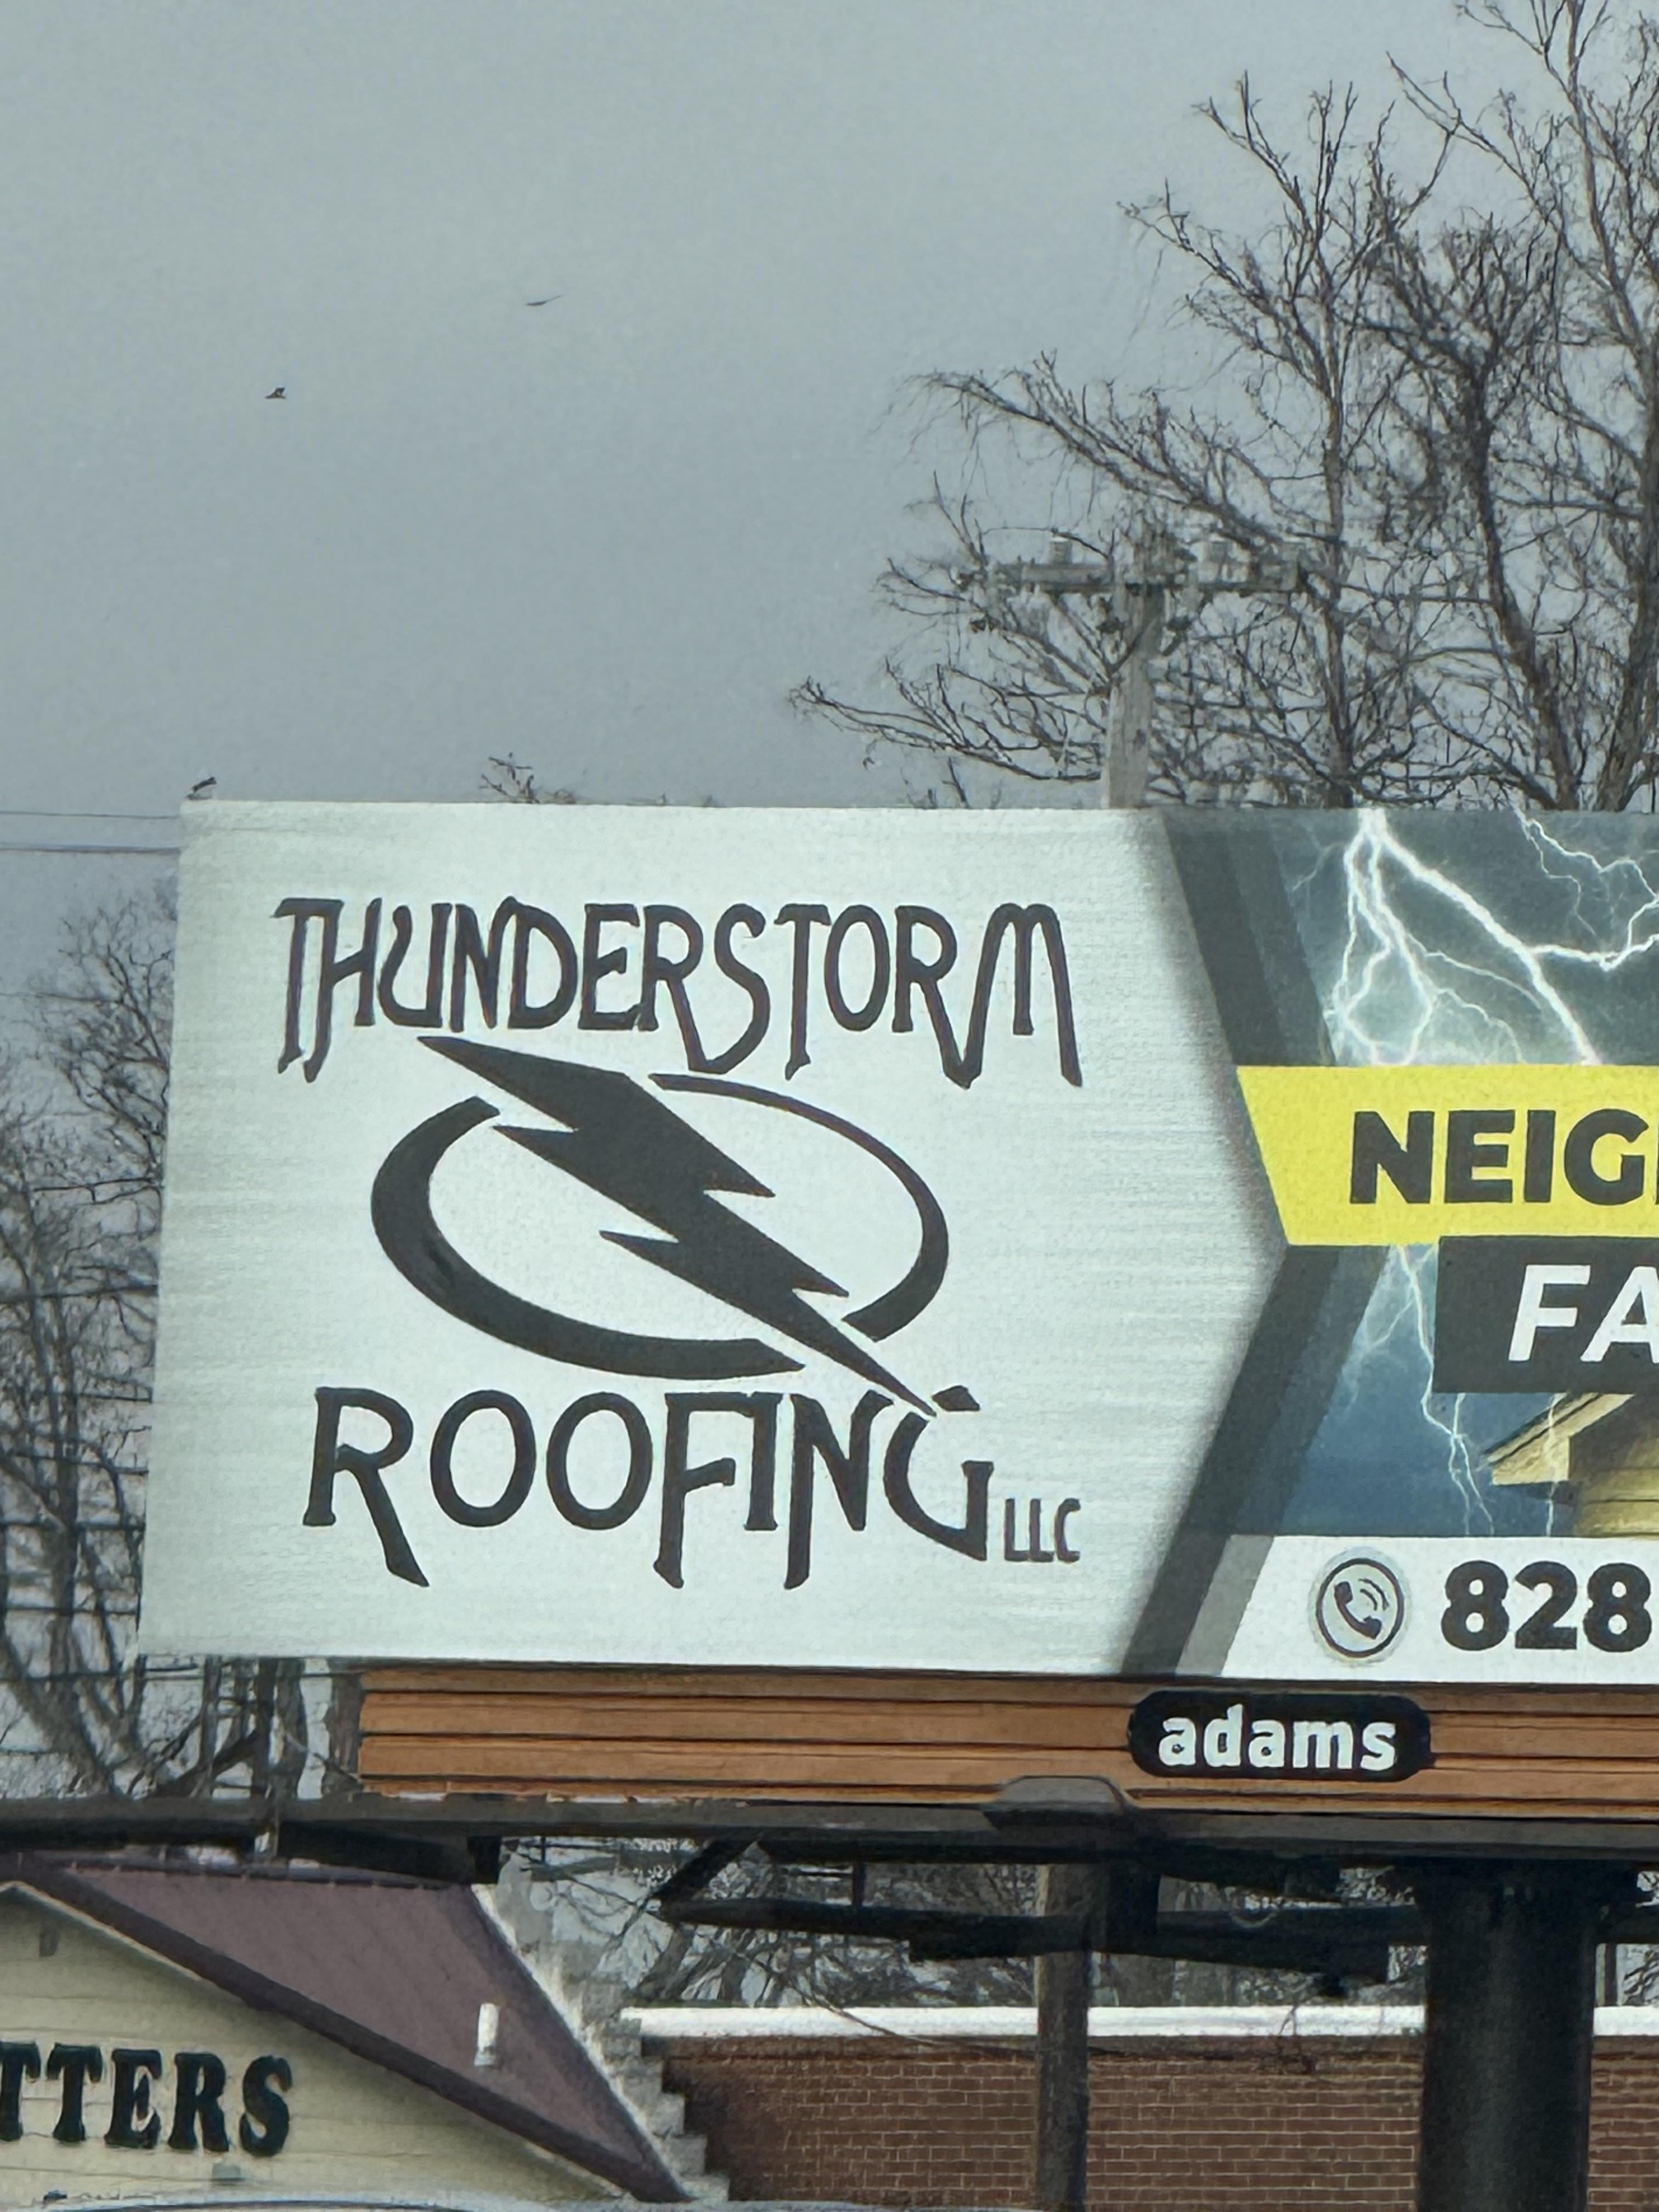 THUNDERSTORM
ROOFING LLC
NEIG
FA
828
adams
TTERS